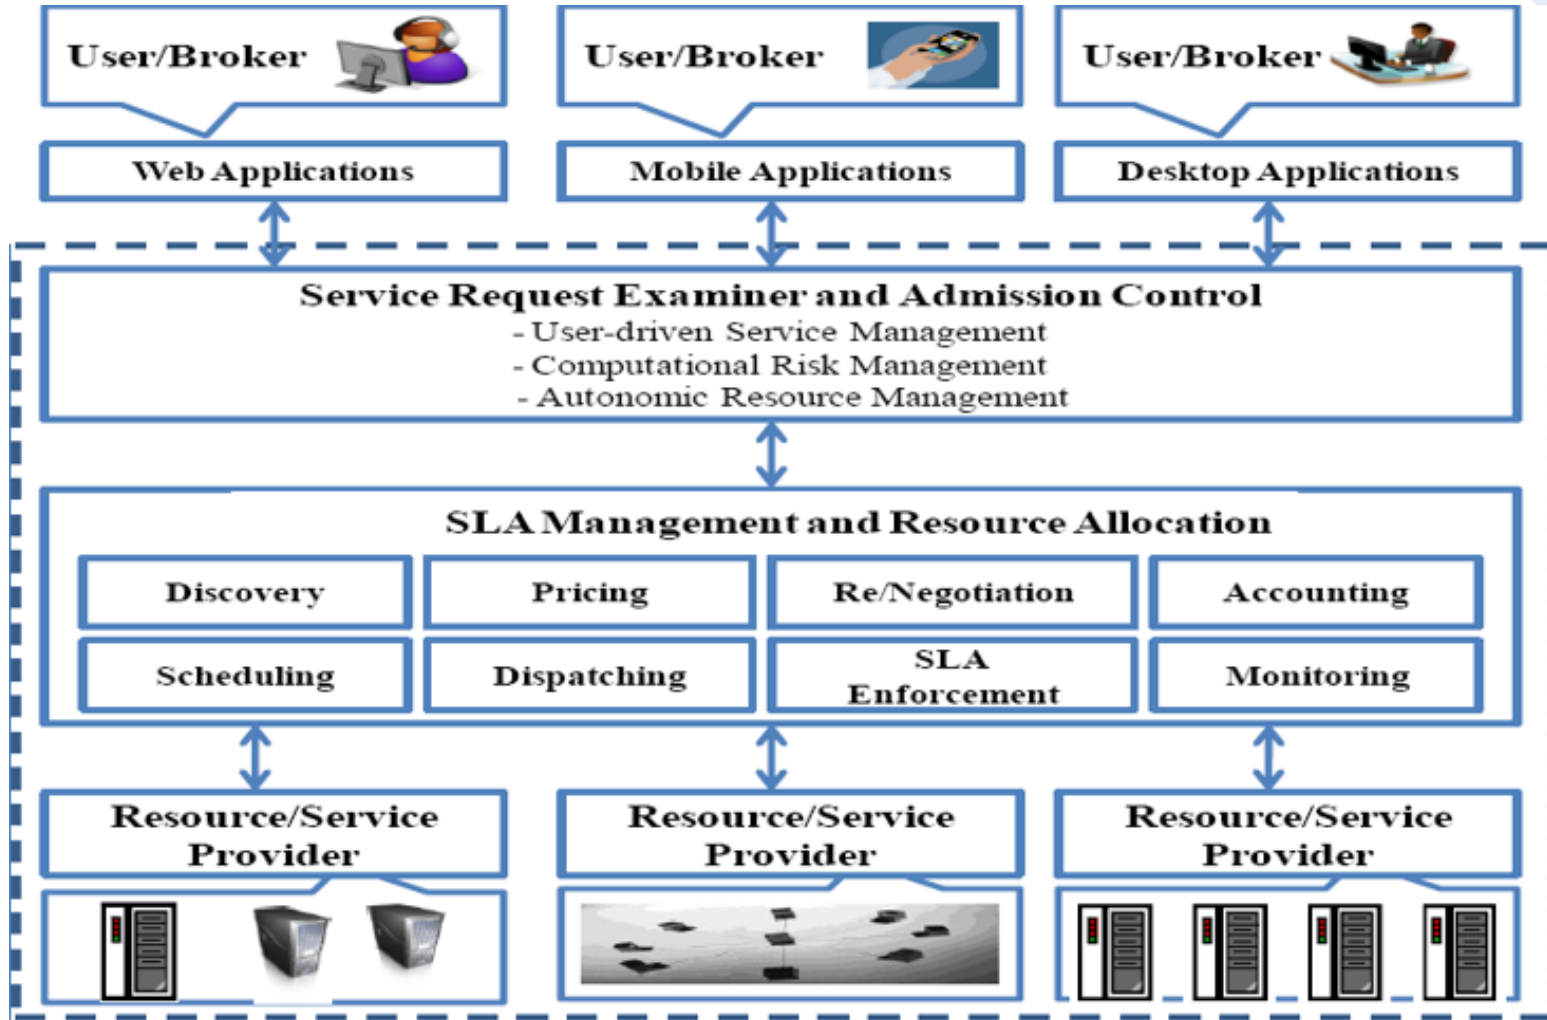 User/Broker
User/Broker
User/Broker
Web Applications
Mobile Applications
Desktop Applications
Service Request Examiner and Admission Control
- User-driven Service Management
- Computational Risk Management
- Autonomic Resource Management
SLA Management and Resource Allocation
Discovery
Pricing
Re/Negotiation
Accounting
Scheduling
Dispatching
SLA
Enforcement
Monitoring
Resource/Service
Provider
Resource/Service
Provider
Resource/Service
Provider